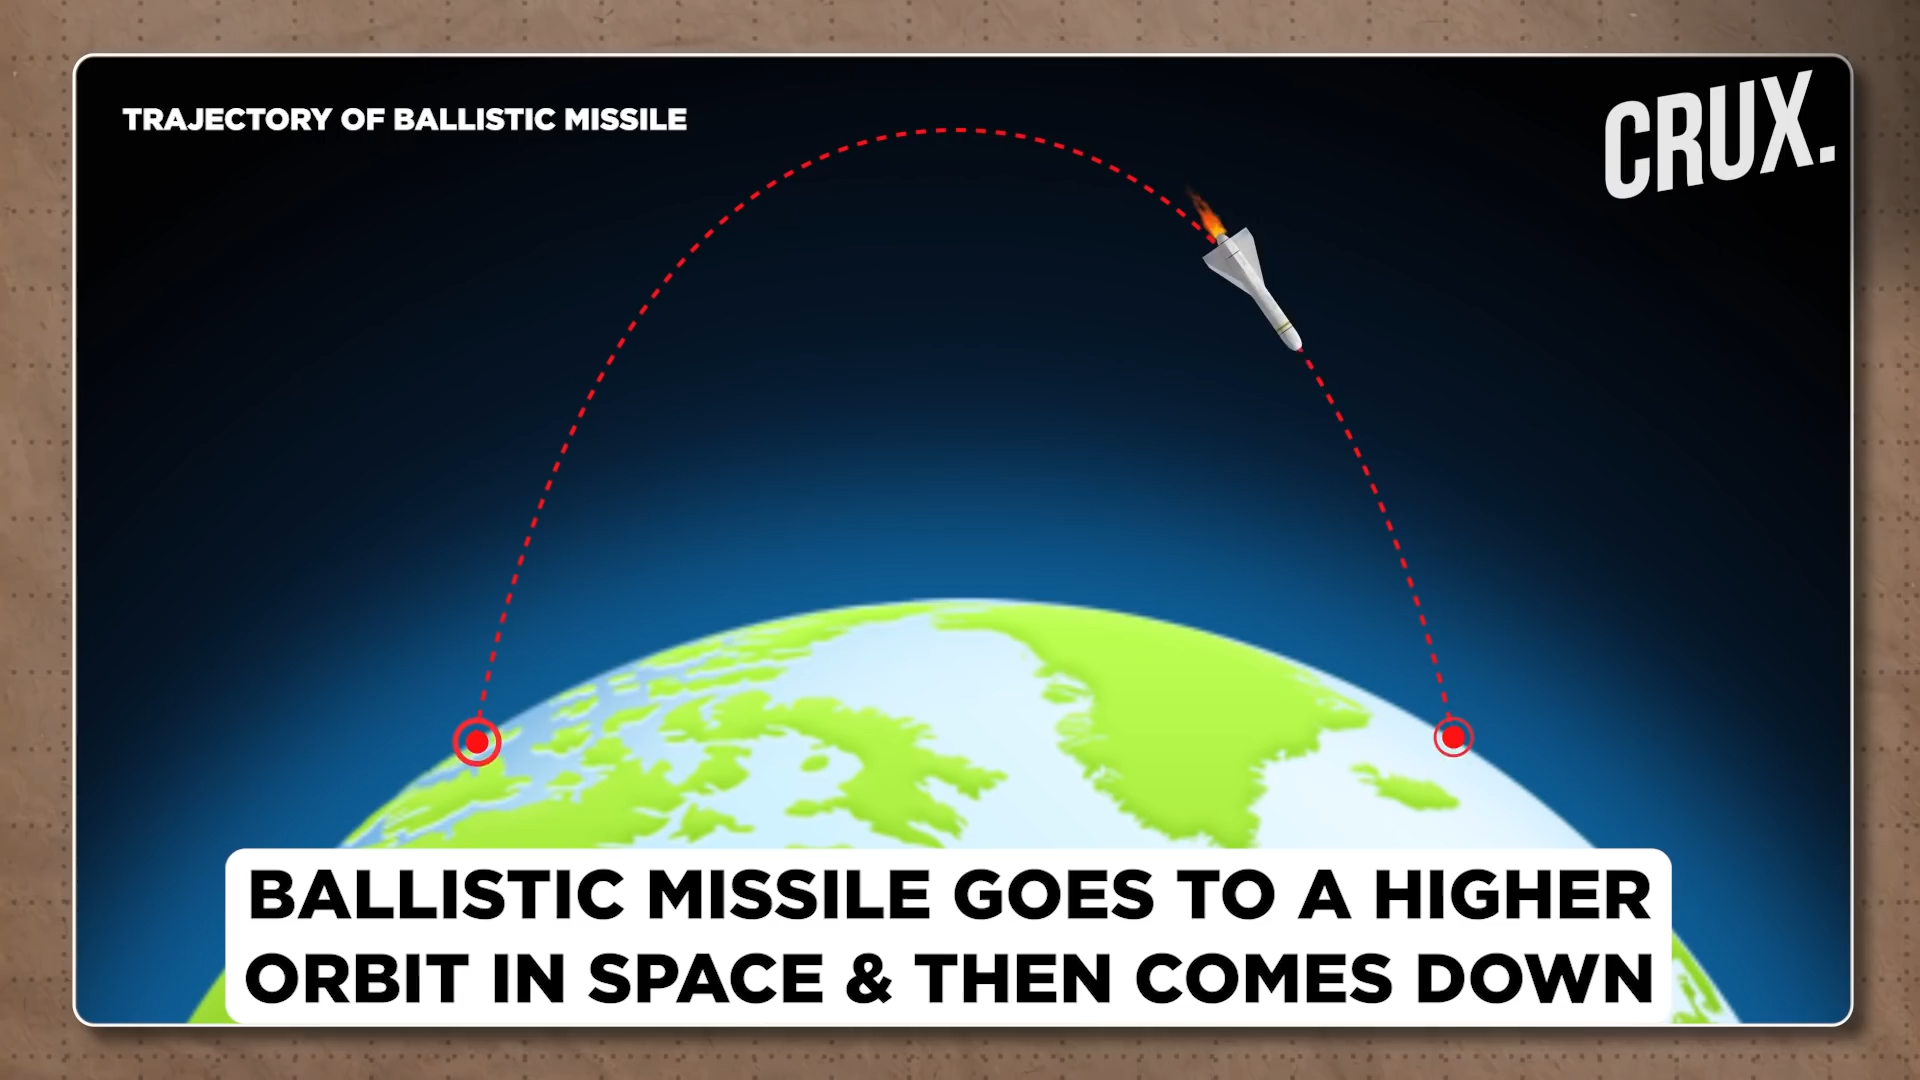 TRAJECTORY OF BALLISTIC MISSILE
CRUX.
BALLISTIC MISSILE GOES TO A HIGHER
ORBIT IN SPACE & THEN COMES DOWN